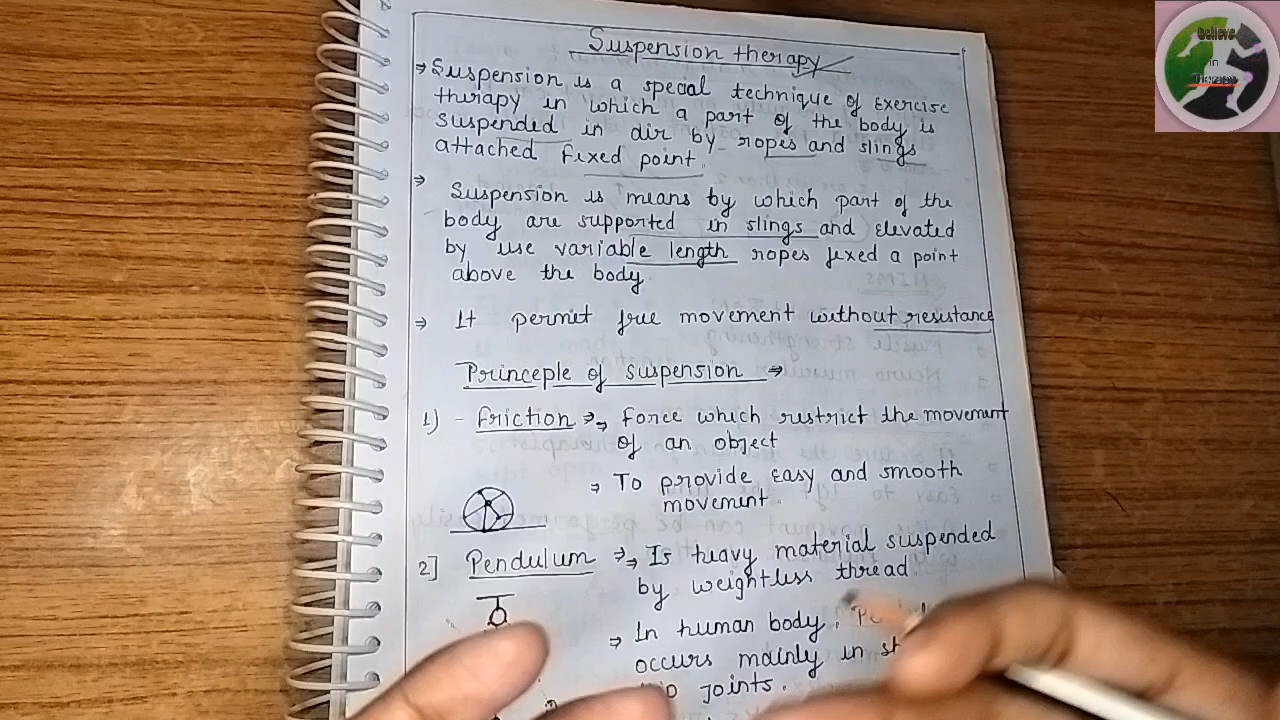 Suspension therapy
→ Suspension is a special technique of exercise
therapy in which a part of the body is
suspended in air by ropes and slings
attached fixed point.
→
Suspension is means by which part of the
body are supported in slings and elevated
by use variable length ropes fixed a point
above the body
→ It permit free movement without resistance
Princeple of suspension →
1) - Friction →→ Force which restrict the movement
of an object
→ To provide Easy and smooth
movement.
2] Pendulum →→ Is heavy material suspended
by weightless thread.
→ In human body.
occurs mainly in
joints.
Believe
in
Therapy